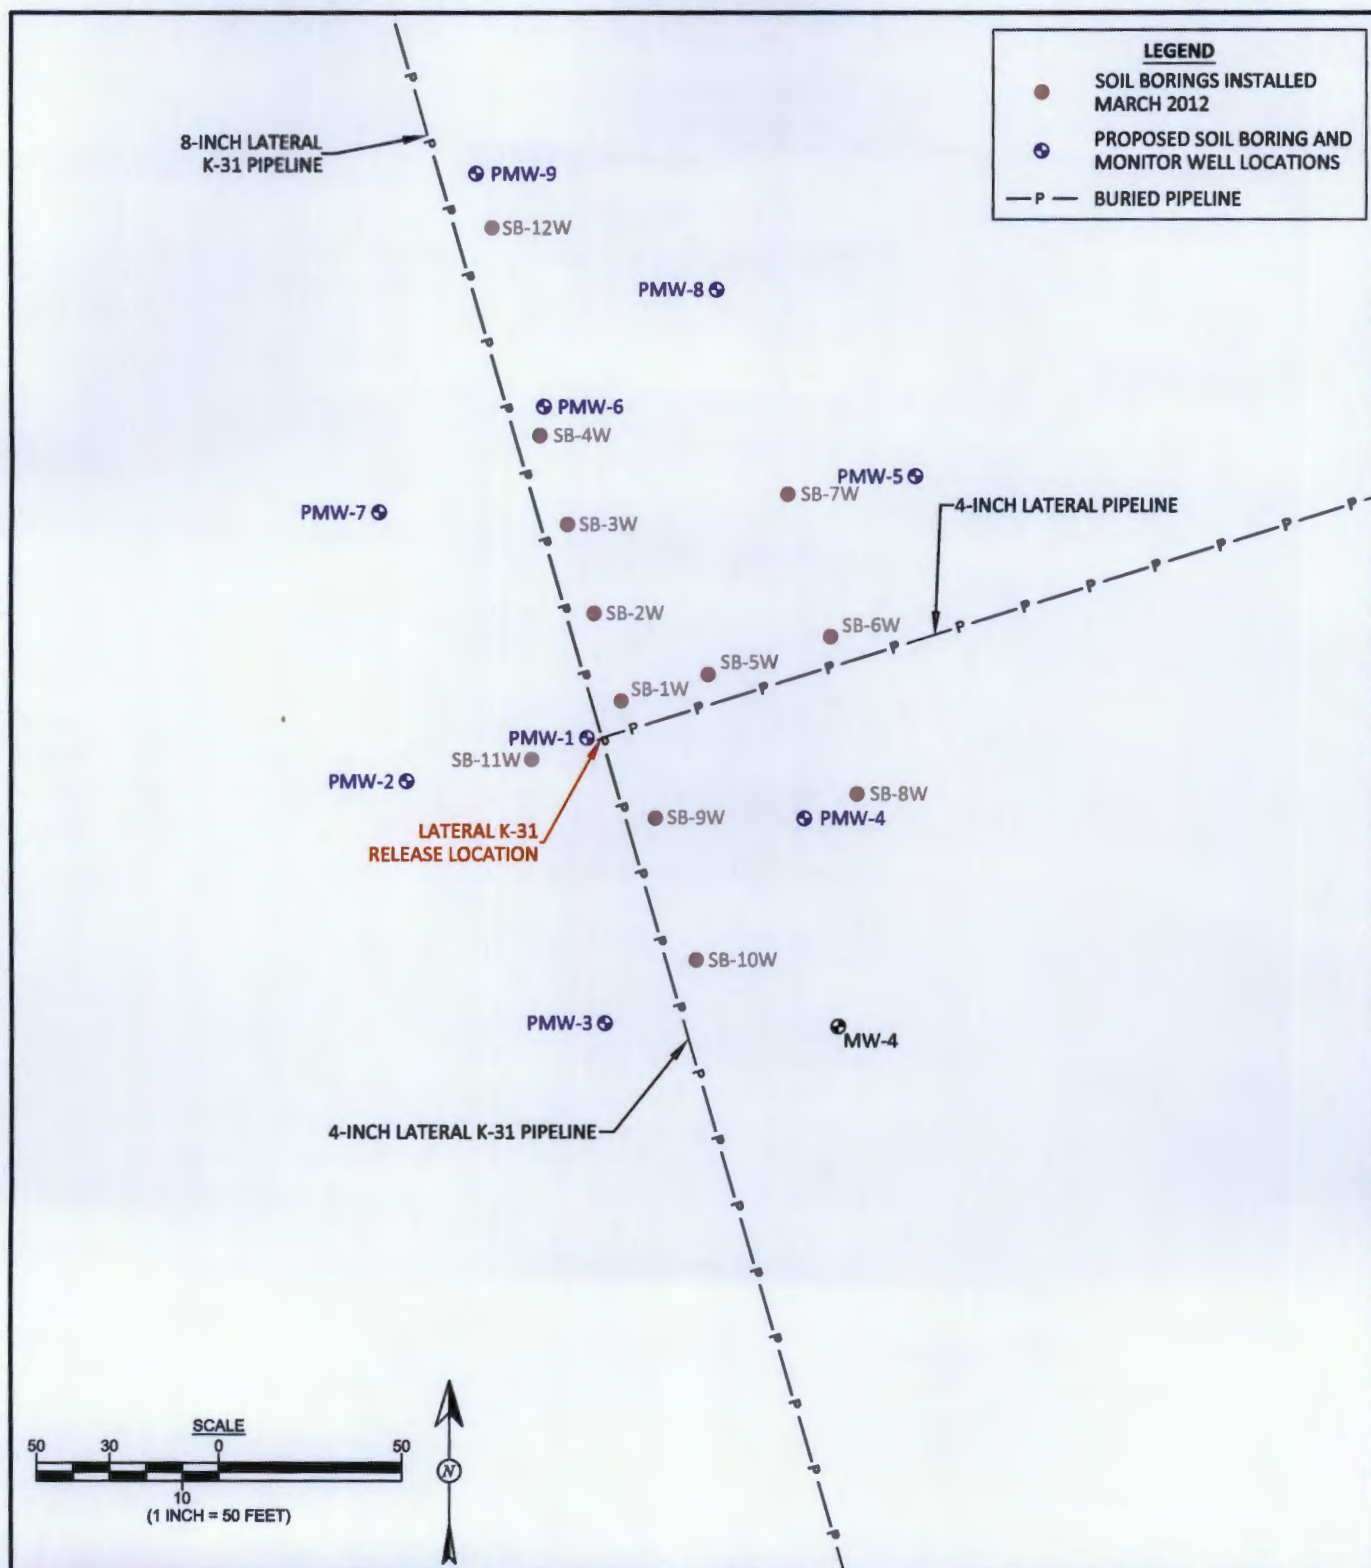 LEGEND
SOIL BORINGS INSTALLED
MARCH 2012
PROPOSED SOIL BORING AND
MONITOR WELL LOCATIONS
P
BURIED PIPELINE
8-INCH LATERAL
K-31 PIPELINE
PMW-9
SB-12W
PMW-8
PMW-6
SB-4W
PMW-5
SB-7W
4-INCH LATERAL PIPELINE
PMW-7
SB-3W
SB-2W
SB-6W
SB-5W
SB-1W
PMW-1
SB-11W
PMW-2
SB-8W
SB-9W
PMW-4
LATERAL K-31
RELEASE LOCATION
SB-10W
PMW-3
MW-4
4-INCH LATERAL K-31 PIPELINE
SCALE
50 30 0 50
10
(1 INCH = 50 FEET)
N